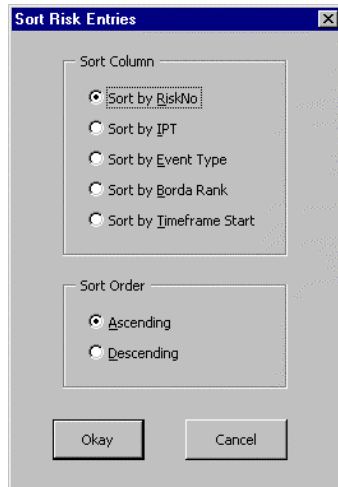 Sort Risk Entries
Sort Column
Sort by RiskNo
Sort by IPT
Sort by Event Type
Sort by Borda Rank
Sort by Timeframe Start
Sort Order
Ascending
Descending
Okay Cancel